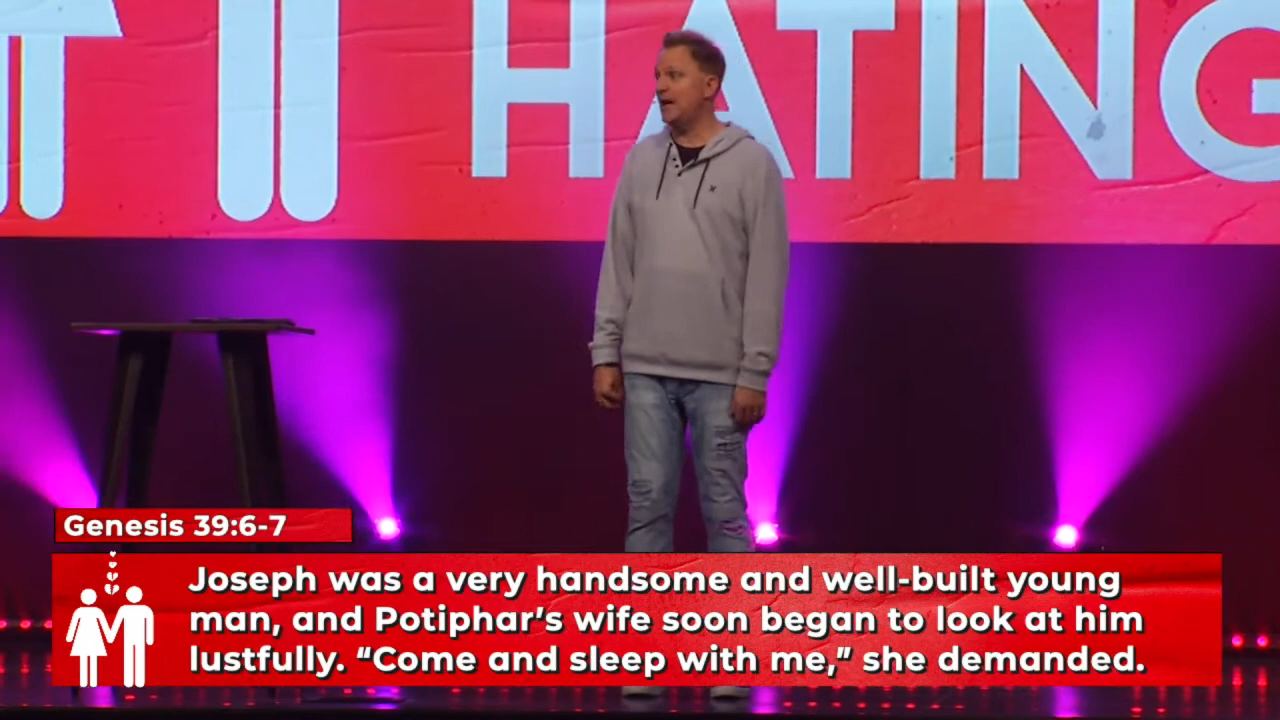 HATING
Genesis 39:6-7
Joseph was a very handsome and well-built young
man, and Potiphar’s wife soon began to look at him
lustfully. “Come and sleep with me,” she demanded.